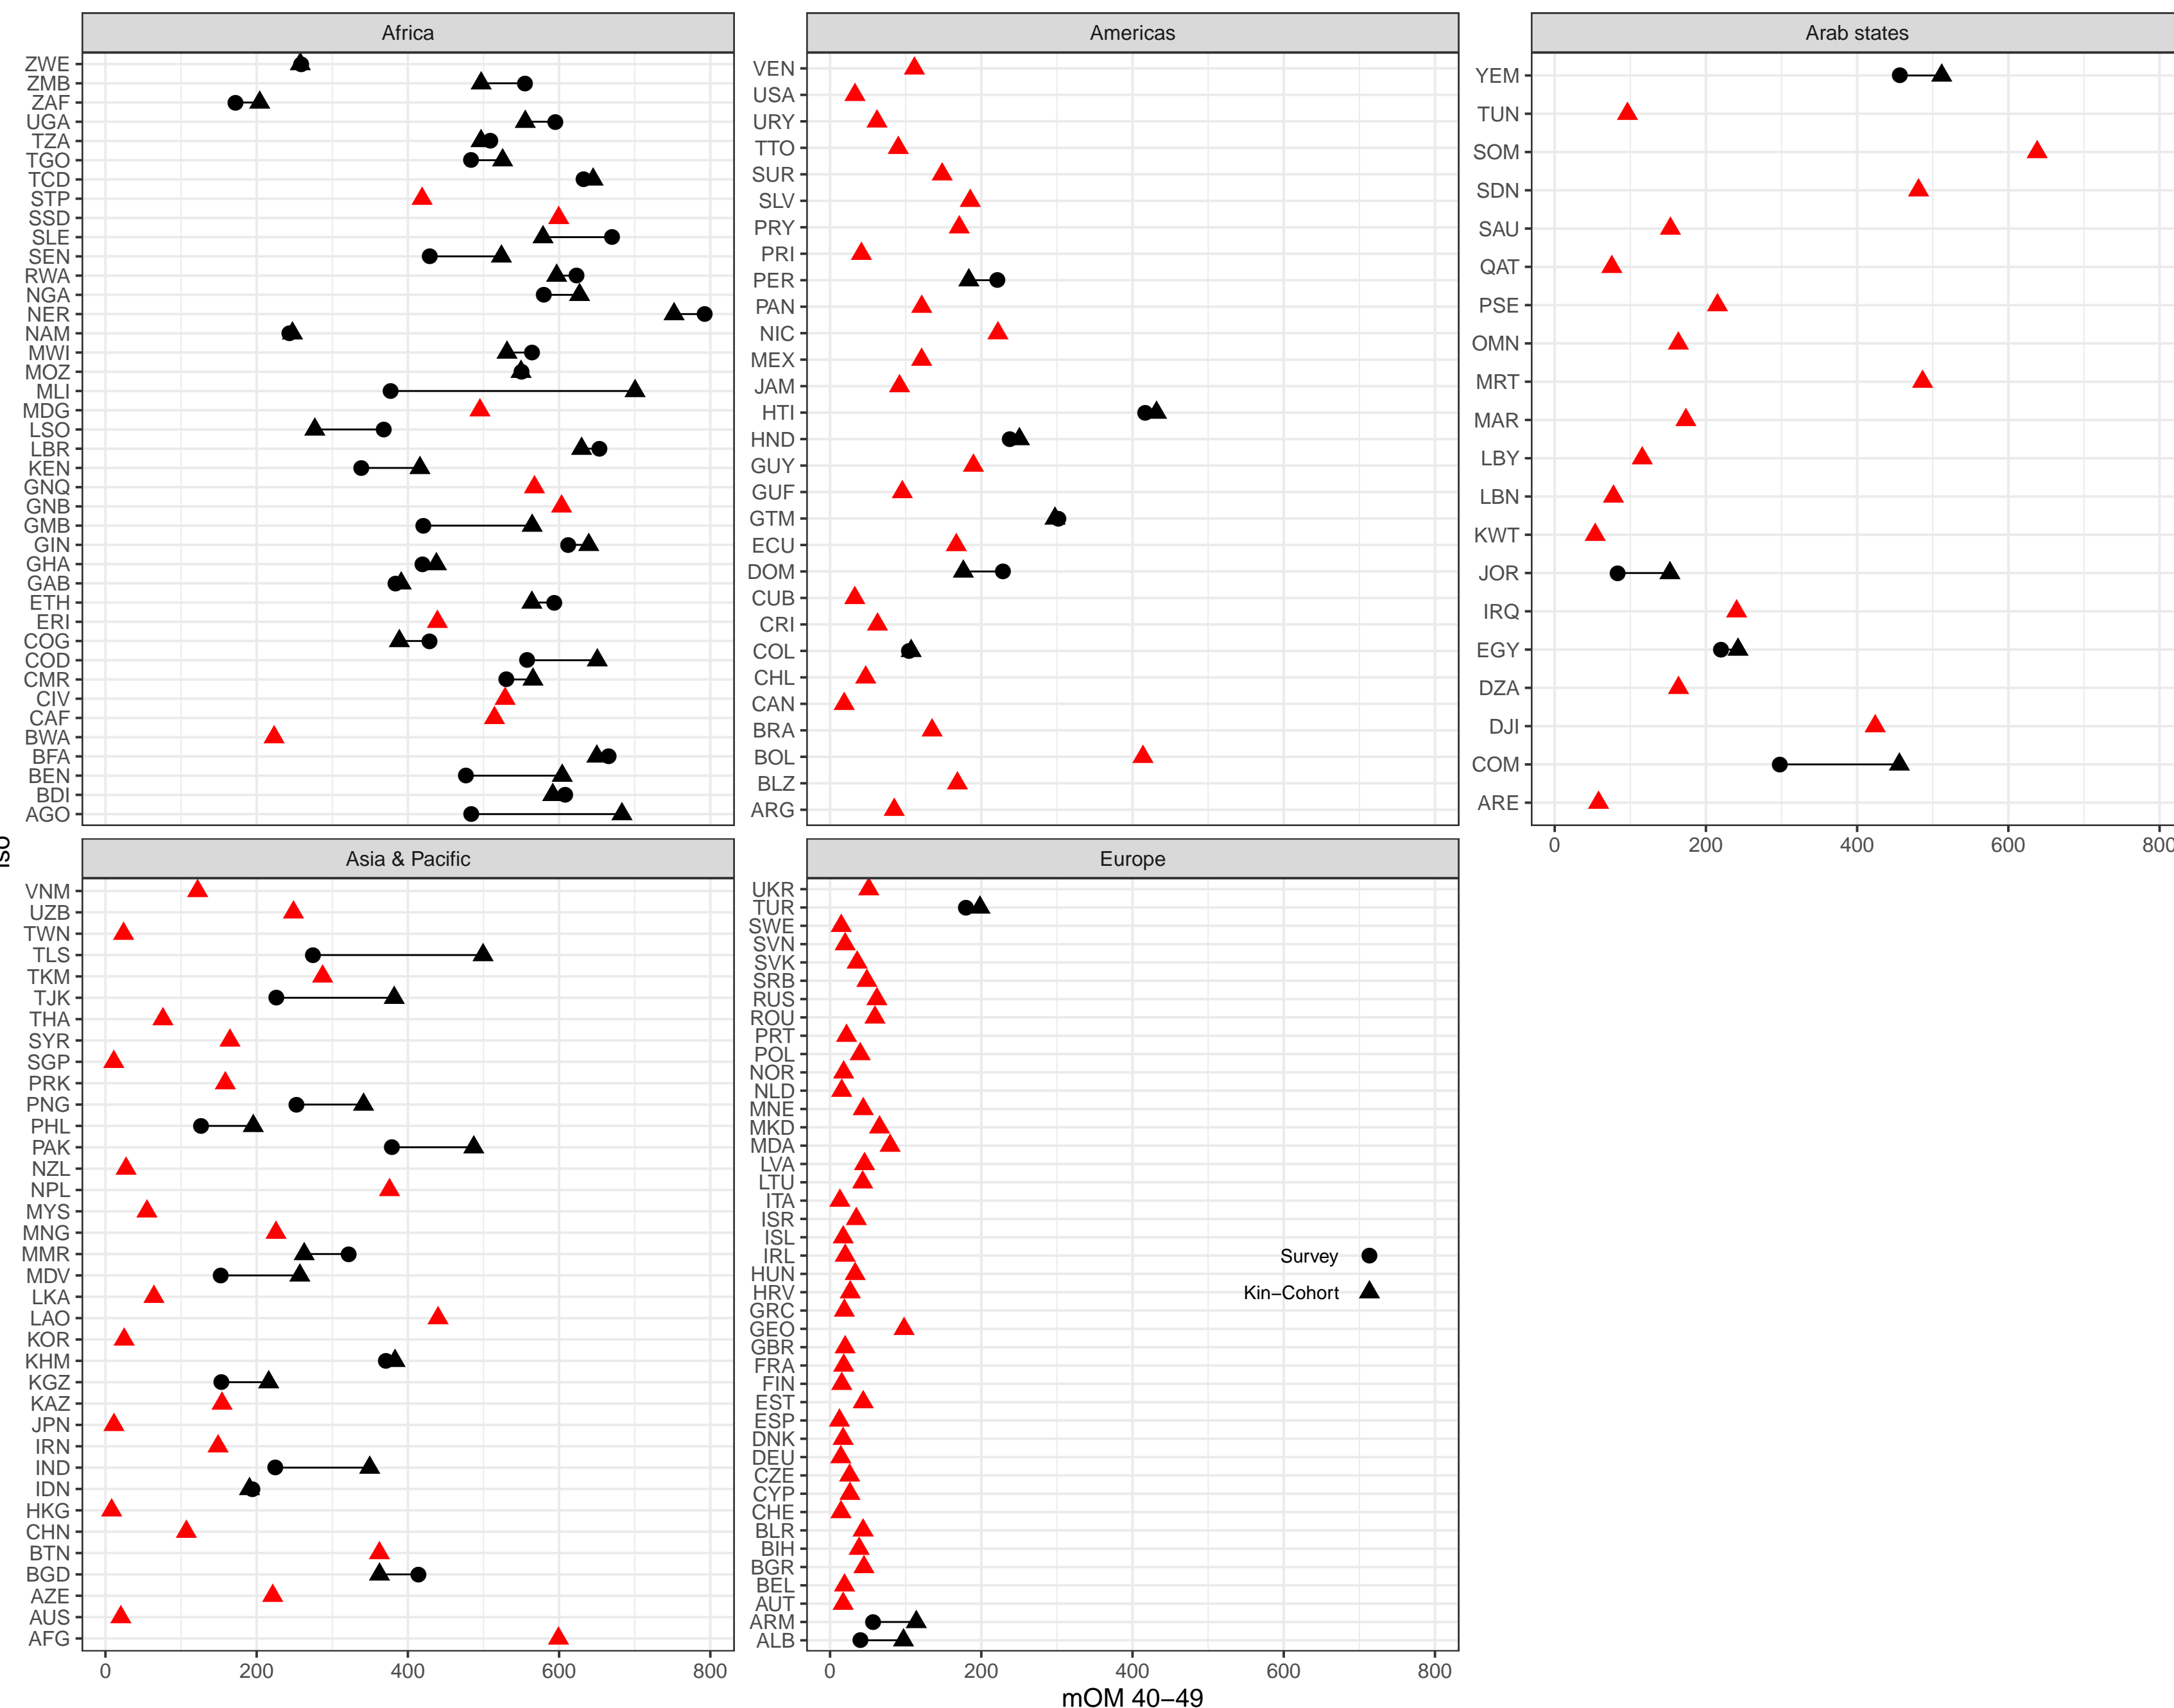 Africa
ZWE
ZMB
ZAF
UGA
TZA
TGO
TCD
STP
SSD
SLE
SEN
RWA
NGA
NER
NAM
MWI
MOZ
MLI
MDG
LSO
LBR
KEN
GNQ
GNB
GMB
GIN
GHA
GAB
ETH
ERI
COG
COD
CMR
CIV
CAF
BWA
BFA
BEN
BDI
AGO
Americas
VEN
USA
URY
TTO
SUR
SLV
PRY
PRI
PER
PAN
NIC
MEX
JAM
HTI
HND
GUY
GUF
GTM
ECU
DOM
CUB
CRI
COL
CHL
CAN
BRA
BOL
BLZ
ARG
Arab states
YEM
TUN
SOM
SDN
SAU
QAT
PSE
OMN
MRT
MAR
LBY
LBN
KWT
JOR
IRQ
EGY
DZA
DJI
COM
ARE
0 200 400 600 800
iso
Asia & Pacific
VNM
UZB
TWN
TLS
TKM
TJK
THA
SYR
SGP
PRK
PNG
PHL
PAK
NZL
NPL
MYS
MNG
MMR
MDV
LKA
LAO
KOR
KHM
KGZ
KAZ
JPN
IRN
IND
IDN
HKG
CHN
BTN
BGD
AZE
AUS
AFG
0 200 400 600 800
Europe
UKR
TUR
SWE
SVN
SVK
SRB
RUS
ROU
PRT
POL
NOR
NLD
MNE
MKD
MDA
LVA
LTU
ITA
ISR
ISL
IRL
HUN
HRV
GRC
GEO
GBR
FRA
FIN
EST
ESP
DNK
DEU
CZE
CYP
CHE
BLR
BIH
BGR
BEL
AUT
ARM
ALB
Survey
Kin−Cohort
0 200 400 600 800
mOM 40−49